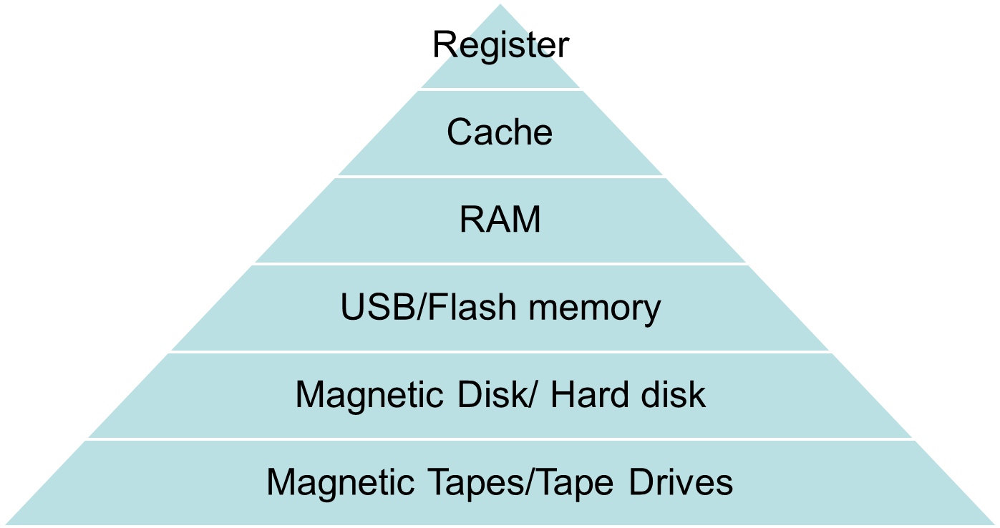 Register
Cache
RAM
USB/Flash memory
Magnetic Disk/ Hard disk
Magnetic Tapes/Tape Drives